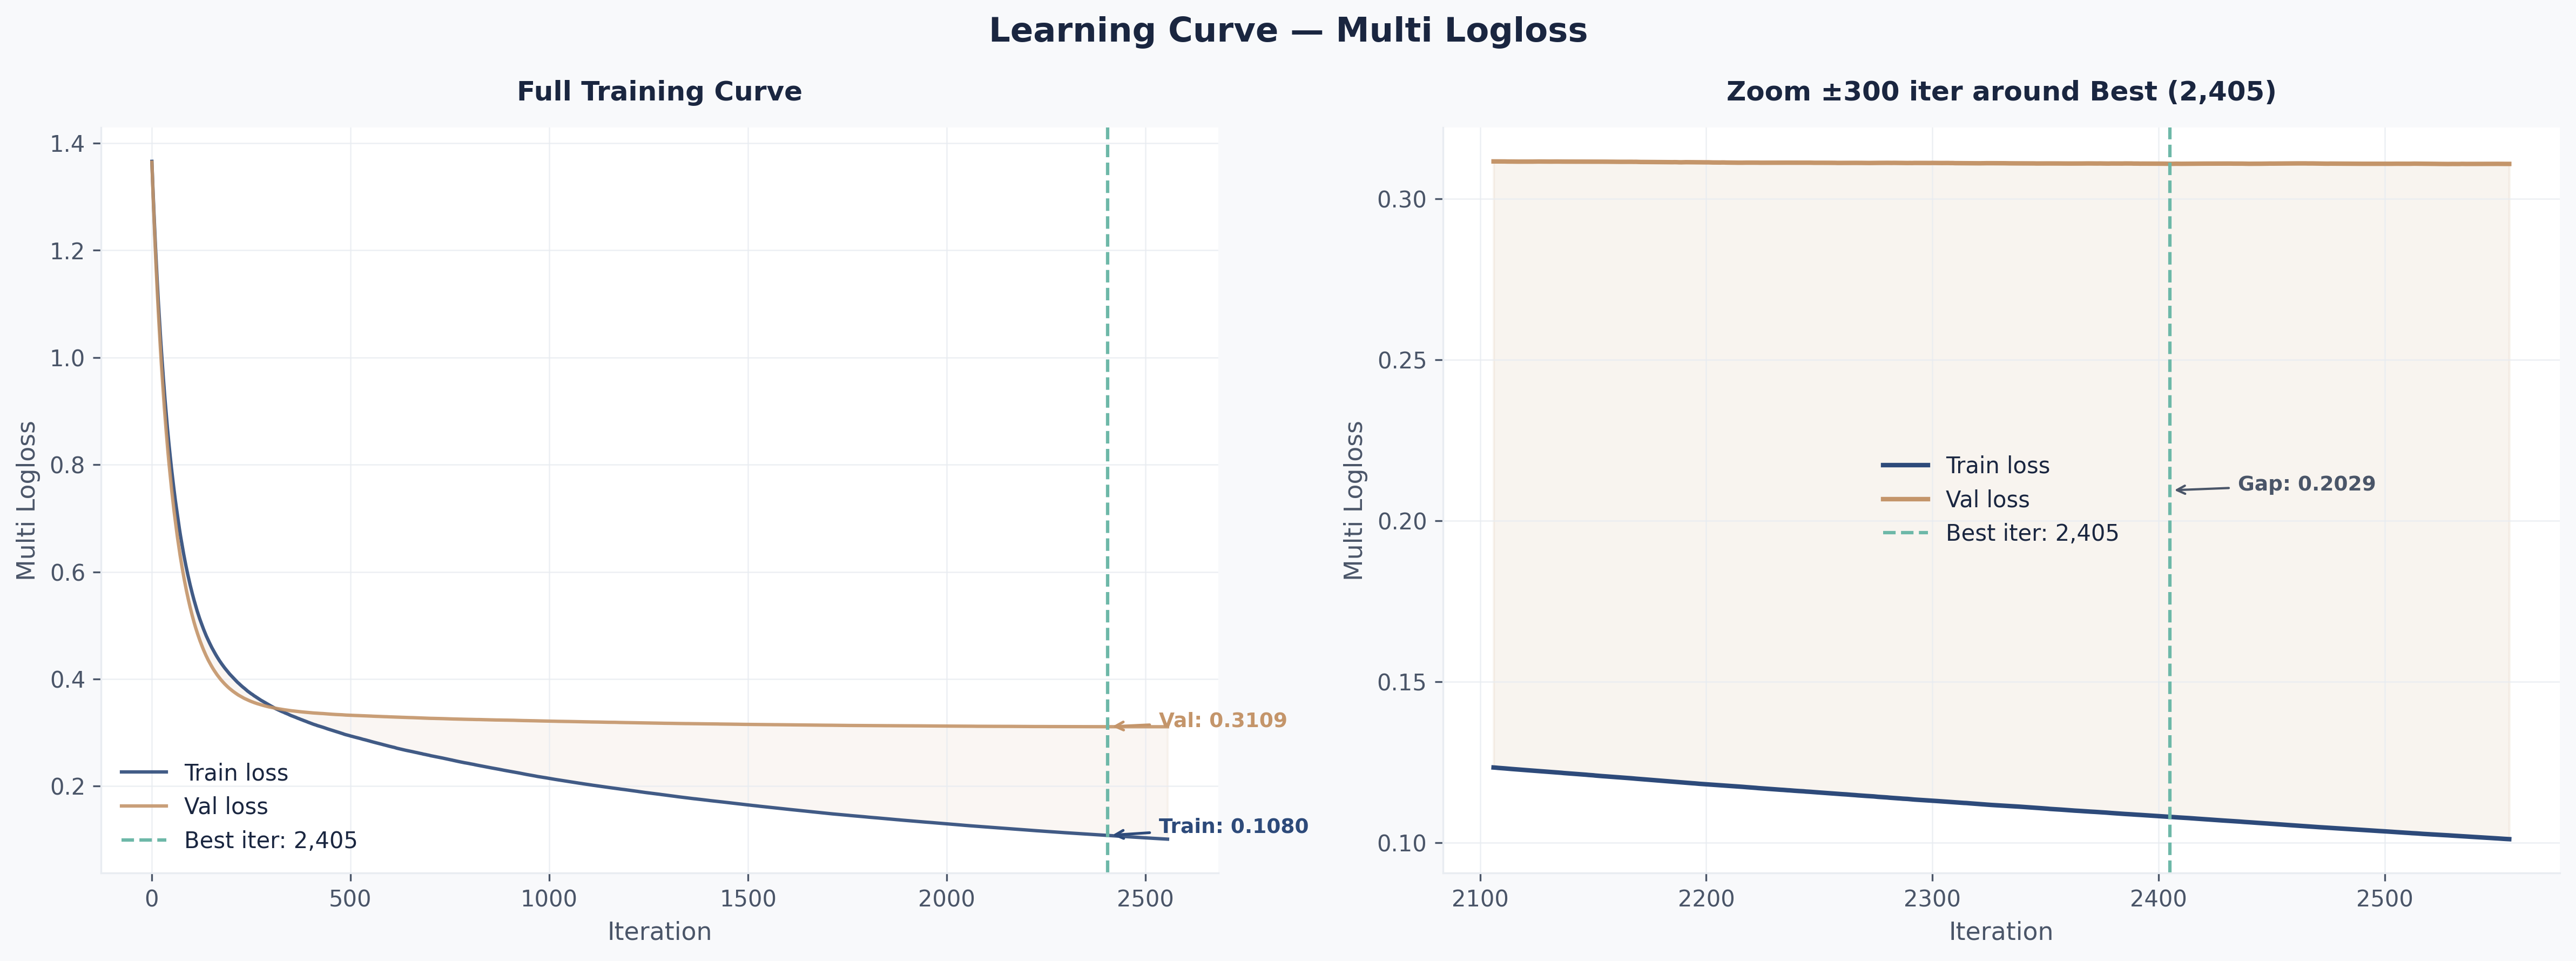 Learning Curve — Multi Logloss
Full Training Curve
Multi Logloss
1.4
1.2
1.0
0.8
0.6
0.4
0.2
Val: 0.3109
Train: 0.1080
Train loss
Val loss
Best iter: 2,405
0 500 1000 1500 2000 2500
Iteration
Zoom ±300 iter around Best (2,405)
Multi Logloss
0.30
0.25
0.20
0.15
0.10
Train loss
Val loss
Best iter: 2,405
Gap: 0.2029
2100 2200 2300 2400 2500
Iteration